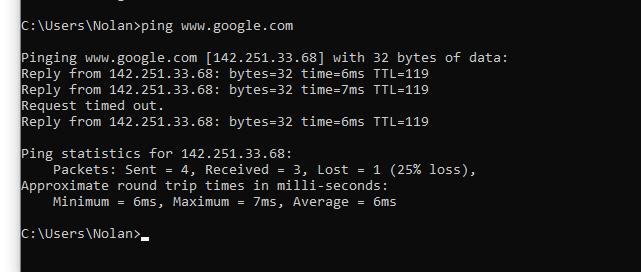 C:\Users\Nolan>ping www.google.com
Pinging www.google.com [142.251.33.68] with 32 bytes of data:
Reply from 142.251.33.68: bytes=32 time=6ms TTL=119
Reply from 142.251.33.68: bytes=32 time=7ms TTL=119
Request timed out.
Reply from 142.251.33.68: bytes=32 time=6ms TTL=119
Ping statistics for 142.251.33.68:
    Packets: Sent = 4, Received = 3, Lost = 1 (25% loss),
Approximate round trip times in milli-seconds:
    Minimum = 6ms, Maximum = 7ms, Average = 6ms
C:\Users\Nolan>